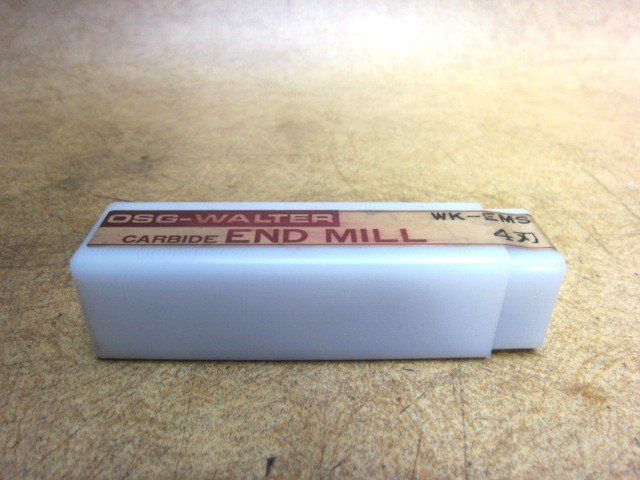 OSG-WALTER WK-EMS
CARBIDE END MILL 4刃